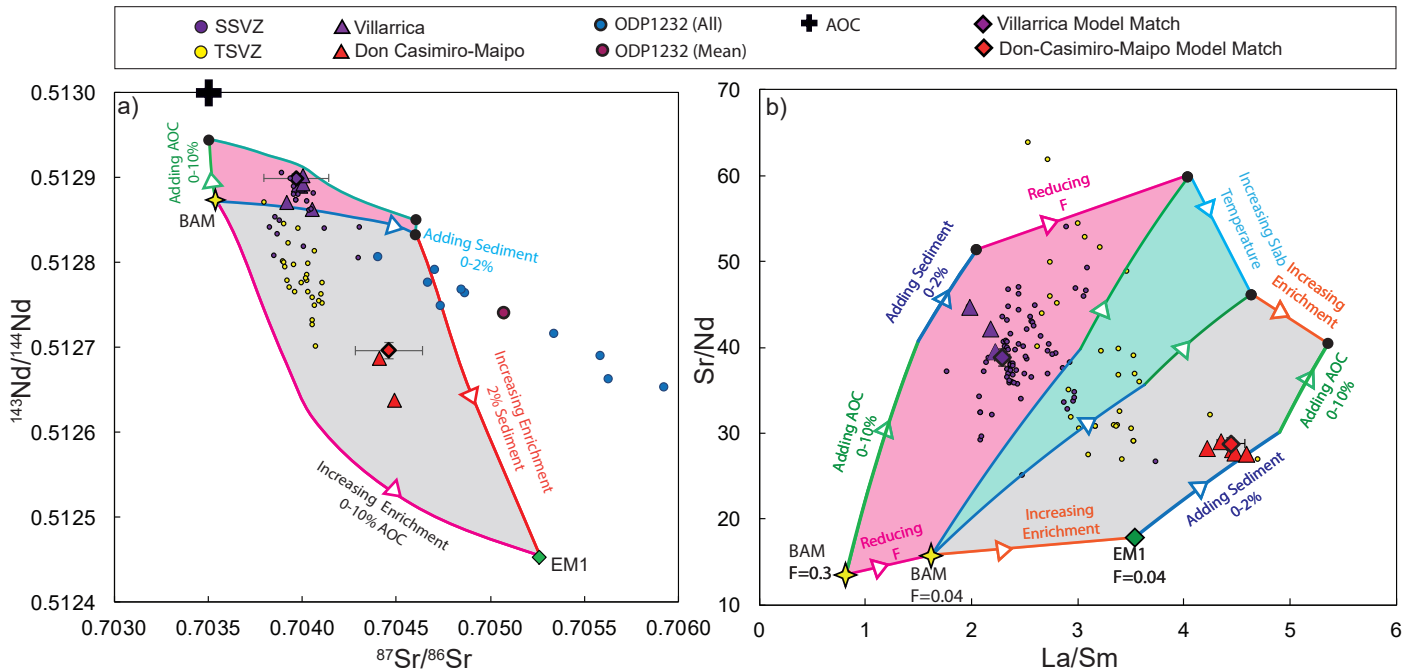 SSVZ
Villarrica
ODP1232 (All)
AOC
Villarrica Model Match
TSVZ
Don Casimiro-Maipo
ODP1232 (Mean)
Don-Casimiro-Maipo Model Match
a)
0.5130
0.5129
0.5128
0.5127
0.5126
0.5125
0.5124
143Nd/144Nd
Adding AOC
0-10%
BAM
Adding Sediment
0-2%
Increasing Enrichment
2% Sediment
Increasing Enrichment
0-10% AOC
EM1
0.7030
0.7035
0.7040
0.7045
0.7050
0.7055
0.7060
87Sr/86Sr
b)
70
60
50
40
30
20
10
Sr/Nd
Reducing
F
Increasing Slab
Temperature
Increasing
Enrichment
Adding Sediment
0-2%
Adding AOC
0-10%
Adding AOC
0-10%
Adding Sediment
0-2%
Increasing
Enrichment
Reducing
F
BAM
F=0.3
BAM
F=0.04
EM1
F=0.04
0
1
2
3
4
5
6
La/Sm